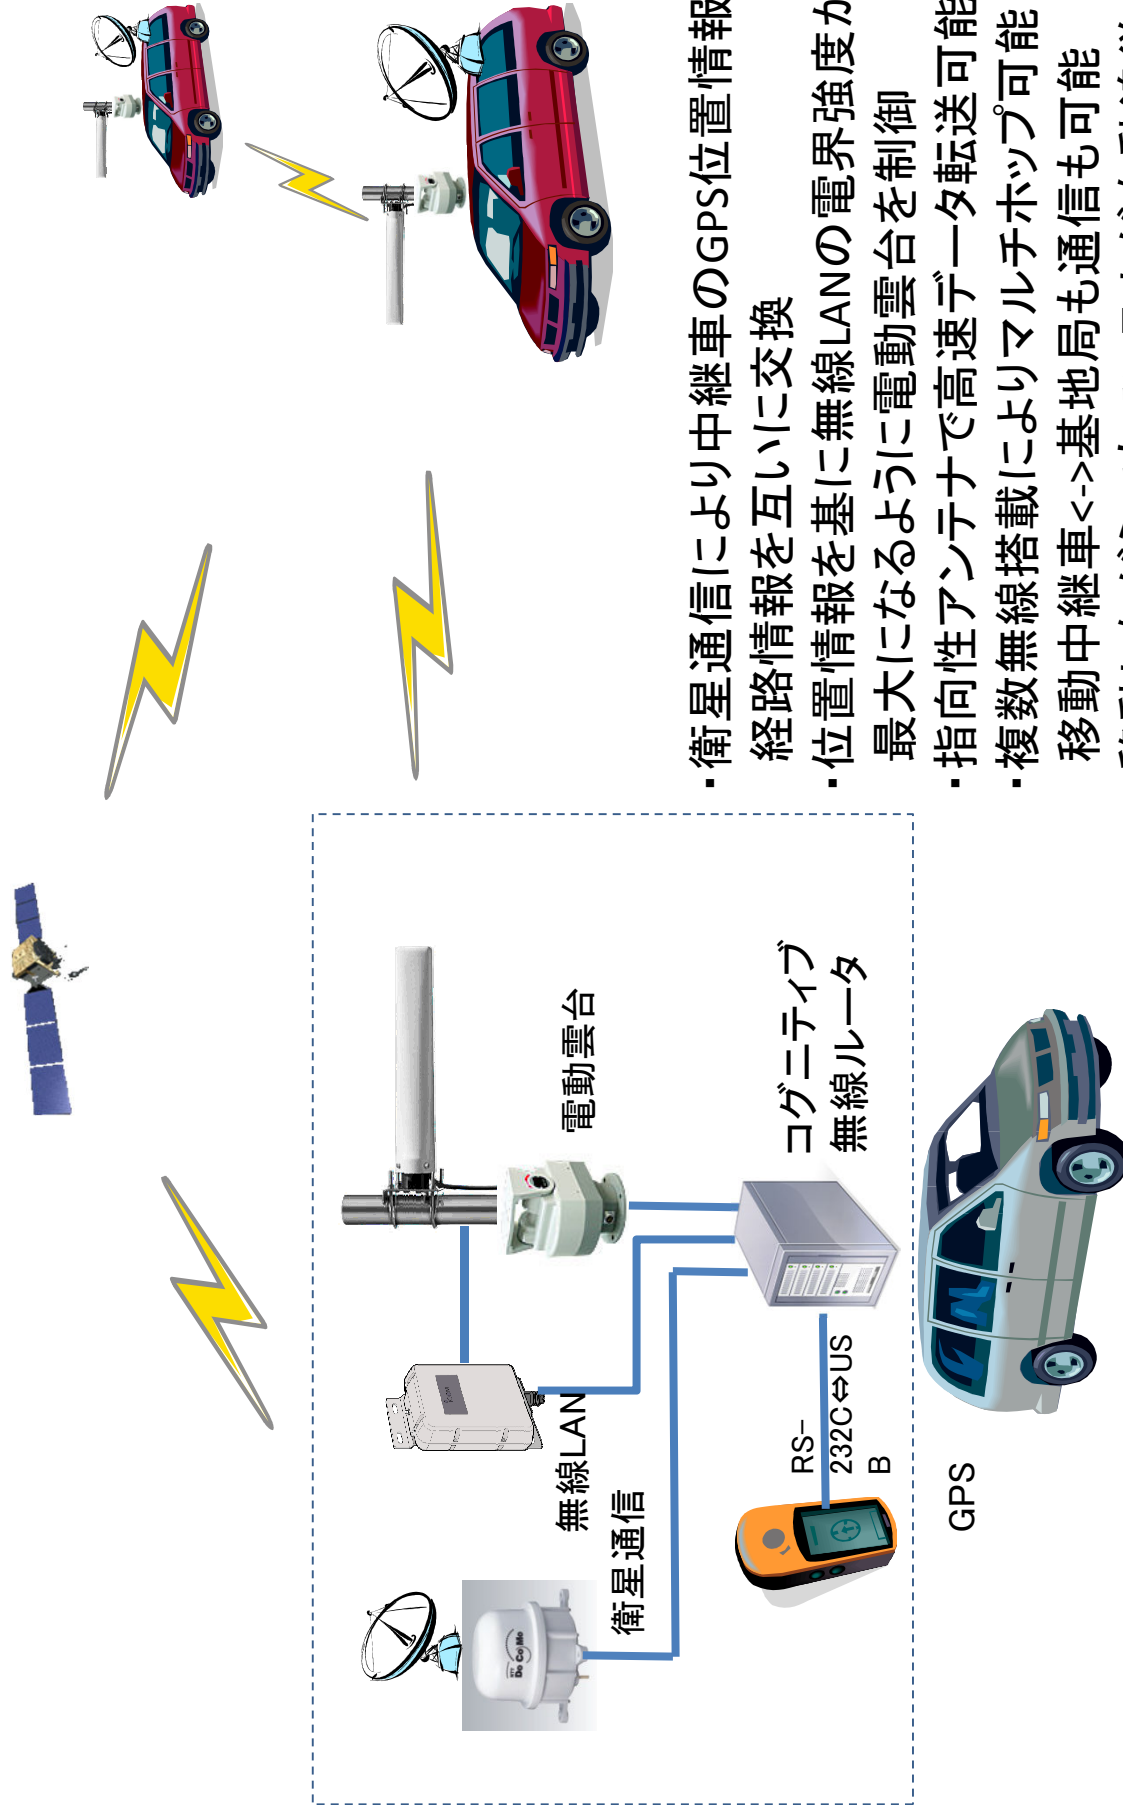 電動雲台
コグニティブ
無線ルータ
無線LAN
衛星通信
NTT
DoCoMo
RS-
232C⇔US
B
GPS
・衛星通信により中継車のGPS位置情報
経路情報を互いに交換
・位置情報を基に無線LANの電界強度が
最大になるように電動雲台を制御
・指向性アンテナで高速データ転送可能
・複数無線搭載によりマルチホップ可能
移動中継車<->基地局も通信も可能